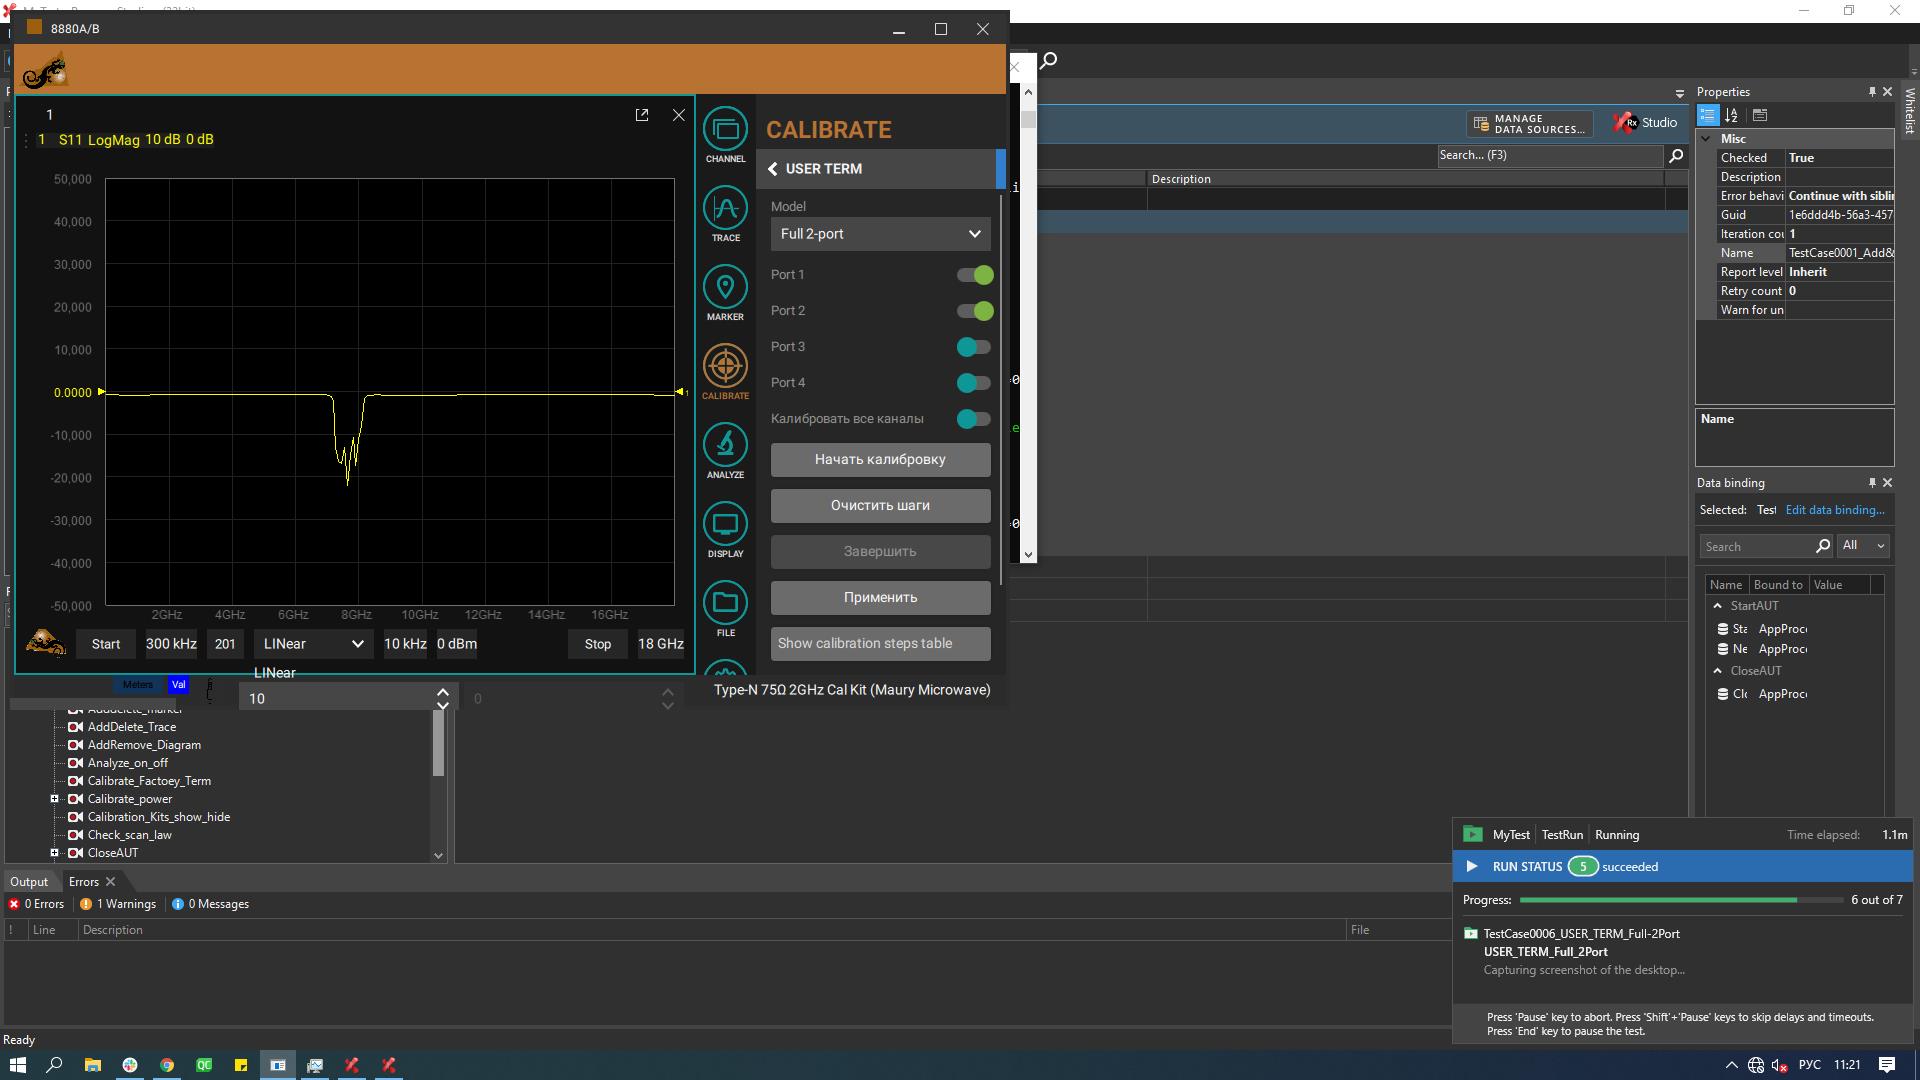 8880A/B
1
1 S11 LogMag 10 dB 0 dB
50,000
40,000
30,000
20,000
10,000
0.0000
1
-10,000
-20,000
-30,000
-40,000
-50,000
2GHz 4GHz 6GHz 8GHz 10GHz 12GHz 14GHz 16GHz
Start 300 kHz 201 LINear 10 kHz 0 dBm Stop 18 GHz
LINear
Meters Val
10 0
CHANNEL
TRACE
MARKER
CALIBRATE
ANALYZE
DISPLAY
FILE
CALIBRATE
USER TERM
Model
Full 2-port
Port 1
Port 2
Port 3
Port 4
Калибровать все каналы
Начать калибровку
Очистить шаги
Завершить
Применить
Show calibration steps table
Type-N 75Ω 2GHz Cal Kit (Maury Microwave)
MANAGE
DATA SOURCES...
Rx Studio
Search... (F3)
Description
Properties
Whitelist
Misc
Checked True
Description
Error behavi Continue with siblin
Guid 1e6ddd4b-56a3-457
Iteration cou 1
Name TestCase0001_Add&
Report level Inherit
Retry count 0
Warn for un
Name
Data binding
Selected: Test Edit data binding...
Search All
Name Bound to Value
StartAUT
Sta AppProc
Ne AppProc
CloseAUT
Clo AppProc
AddDelete_Trace
AddRemove_Diagram
Analyze_on_off
Calibrate_Factoey_Term
Calibrate_power
Calibration_Kits_show_hide
Check_scan_law
CloseAUT
Output Errors
0 Errors 1 Warnings 0 Messages
! Line Description File
MyTest TestRun Running Time elapsed: 1.1m
RUN STATUS 5 succeeded
Progress: 6 out of 7
TestCase0006_USER_TERM_Full-2Port
USER_TERM_Full_2Port
Capturing screenshot of the desktop...
Press 'Pause' key to abort. Press 'Shift'+'Pause' keys to skip delays and timeouts.
Press 'End' key to pause the test.
Ready
QC
РУС 11:21